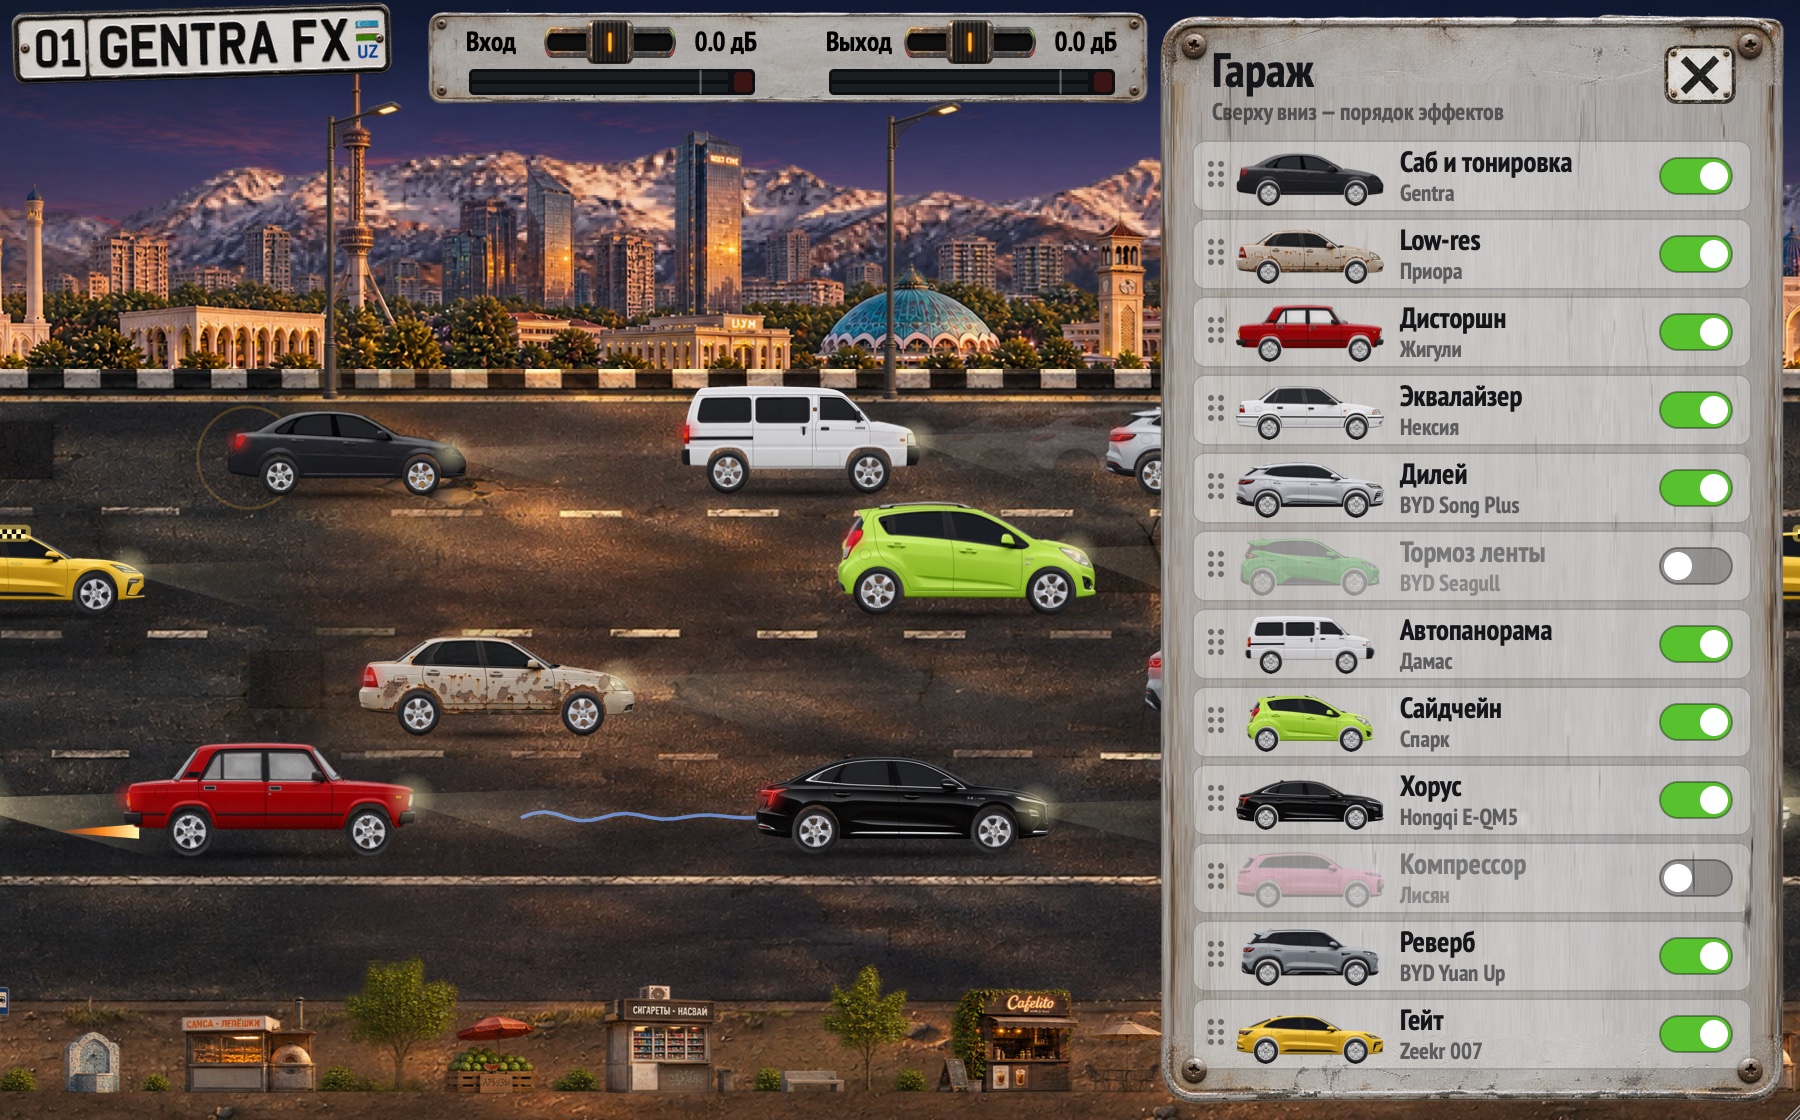 01 GENTRA FX UZ
Вход 0.0 дБ Выход 0.0 дБ
Гараж
Сверху вниз — порядок эффектов
Саб и тонировка
Gentra
Low-res
Приора
Дисторшн
Жигули
Эквалайзер
Нексия
Дилей
BYD Song Plus
Тормоз ленты
BYD Seagull
Автопанорама
Дамас
Сайдчейн
Спарк
Хорус
Hongqi E-QM5
Компрессор
Лисян
Реверб
BYD Yuan Up
Гейт
Zeekr 007
ЦУМ
САМСА • ЛЕПЁШКИ
АРБУЗЫ
СИГАРЕТЫ • НАСВАЙ
Cafelito